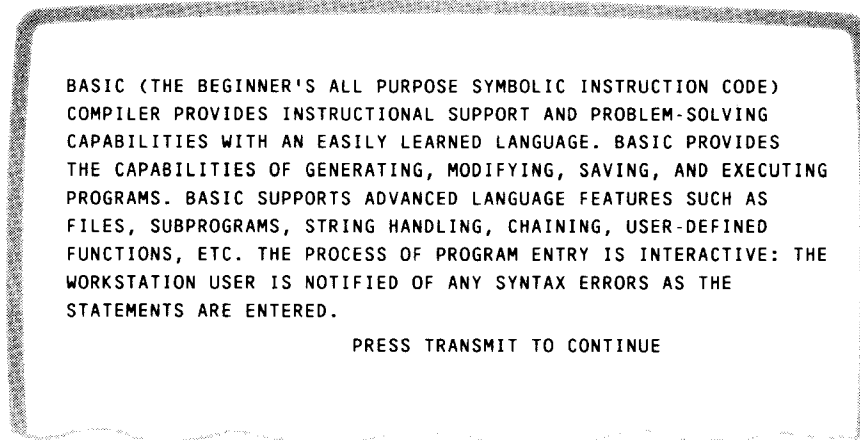 BASIC (THE BEGINNER'S ALL PURPOSE SYMBOLIC INSTRUCTION CODE)
COMPILER PROVIDES INSTRUCTIONAL SUPPORT AND PROBLEM-SOLVING
CAPABILITIES WITH AN EASILY LEARNED LANGUAGE. BASIC PROVIDES
THE CAPABILITIES OF GENERATING, MODIFYING, SAVING, AND EXECUTING
PROGRAMS. BASIC SUPPORTS ADVANCED LANGUAGE FEATURES SUCH AS
FILES, SUBPROGRAMS, STRING HANDLING, CHAINING, USER-DEFINED
FUNCTIONS, ETC. THE PROCESS OF PROGRAM ENTRY IS INTERACTIVE: THE
WORKSTATION USER IS NOTIFIED OF ANY SYNTAX ERRORS AS THE
STATEMENTS ARE ENTERED.
PRESS TRANSMIT TO CONTINUE